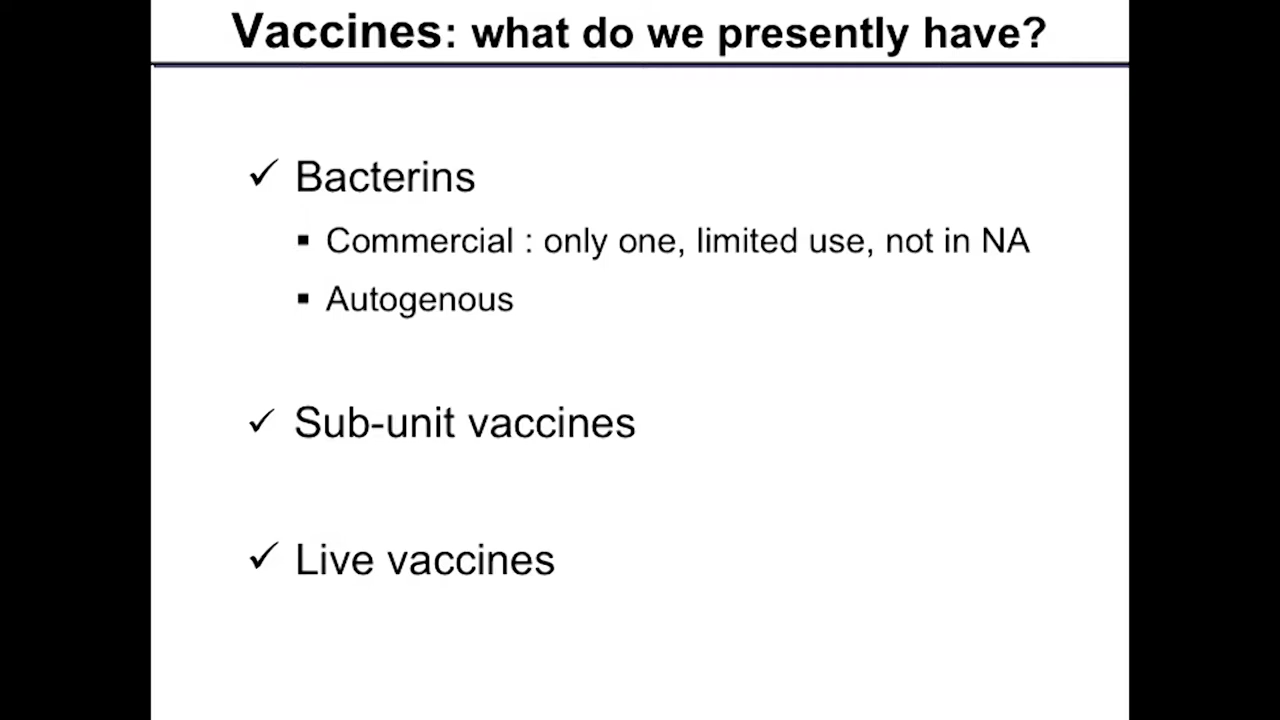 Vaccines: what do we presently have?
✓ Bacterins
▪ Commercial : only one, limited use, not in NA
▪ Autogenous
✓ Sub-unit vaccines
✓ Live vaccines